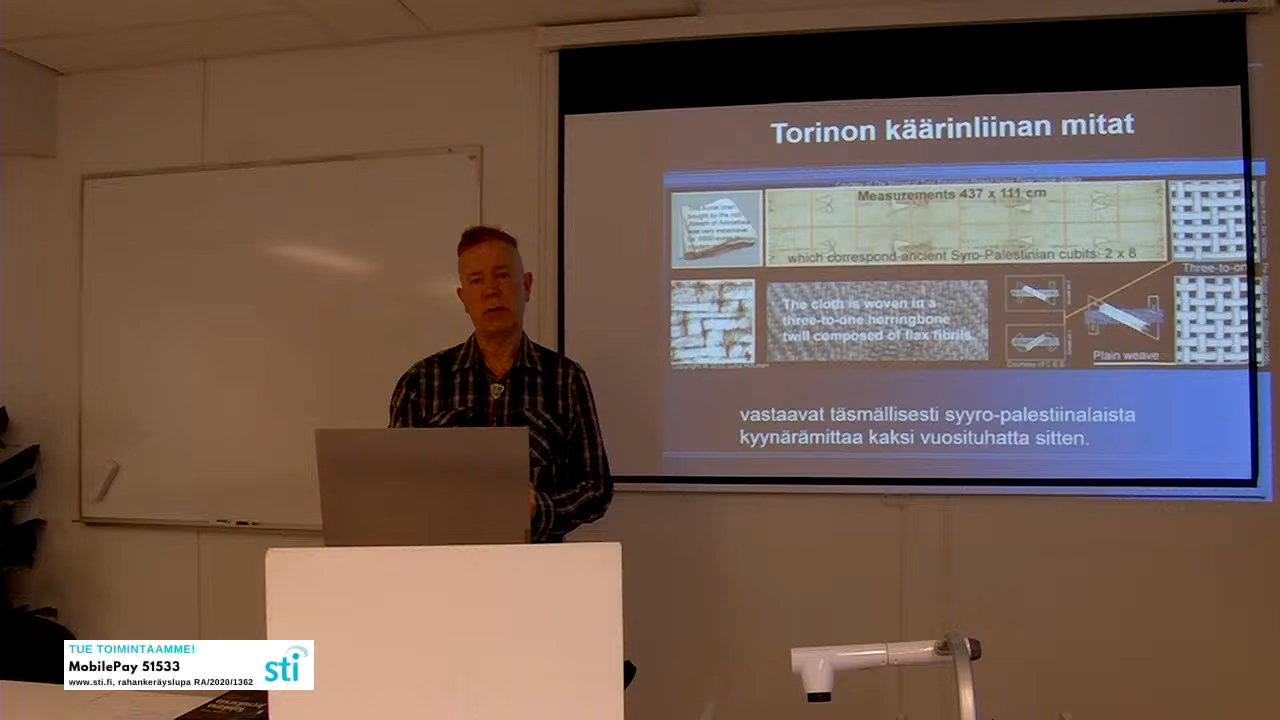 Torinon käärinliinan mitat
Measurements 437 x 111 cm
which correspond ancient Syro-Palestinian cubits: 2 x 8
Three-to-on
The cloth is woven in a
three-to-one herringbone
twill composed of flax fibrils
Plain weave
vastaavat täsmällisesti syyro-palestiinalaista
kyynärämittaa kaksi vuosituhatta sitten.
TUE TOIMINTAAMME!
MobilePay 51533
www.sti.fi, rahankeräyslupa RA/2020/1362
sti